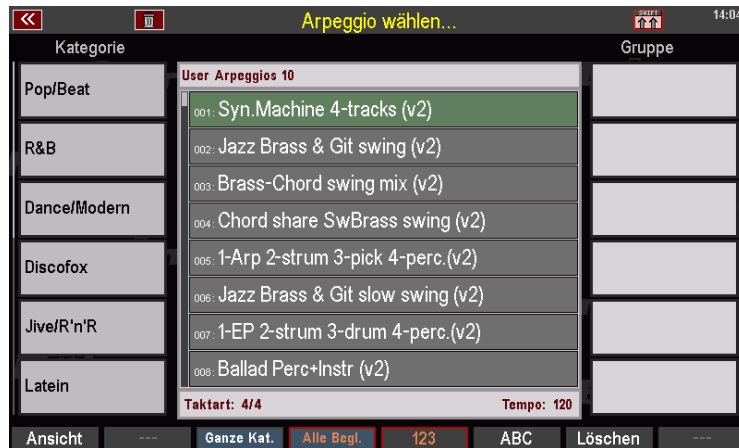 Arpeggio wählen...
SHIFT
14:04
Kategorie
Gruppe
Pop/Beat
R&B
Dance/Modern
Discofox
Jive/R'n'R
Latein
User Arpeggios 10
001: Syn.Machine 4-tracks (v2)
002: Jazz Brass & Git swing (v2)
003: Brass-Chord swing mix (v2)
004: Chord share SwBrass swing (v2)
005: 1-Arp 2-strum 3-pick 4-perc.(v2)
006: Jazz Brass & Git slow swing (v2)
007: 1-EP 2-strum 3-drum 4-perc.(v2)
008: Ballad Perc+Instr (v2)
Taktart: 4/4 Tempo: 120
Ansicht --- Ganze Kat. Alle Begl. 123 ABC Löschen ---